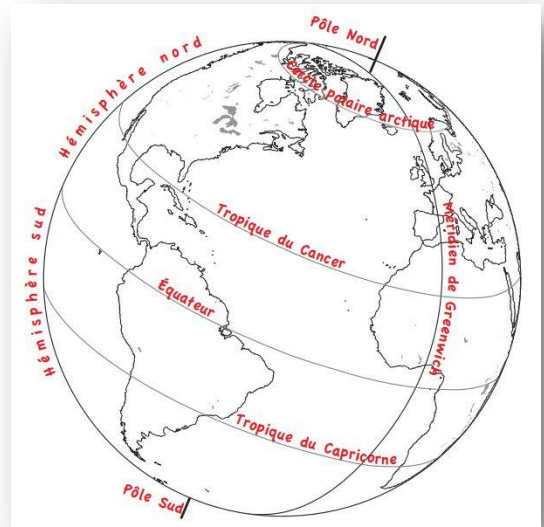 Pôle Nord
Hémisphère nord
Cercle polaire arctique
Tropique du Cancer
Méridien de Greenwich
Hémisphère sud
Équateur
Tropique du Capricorne
Pôle Sud